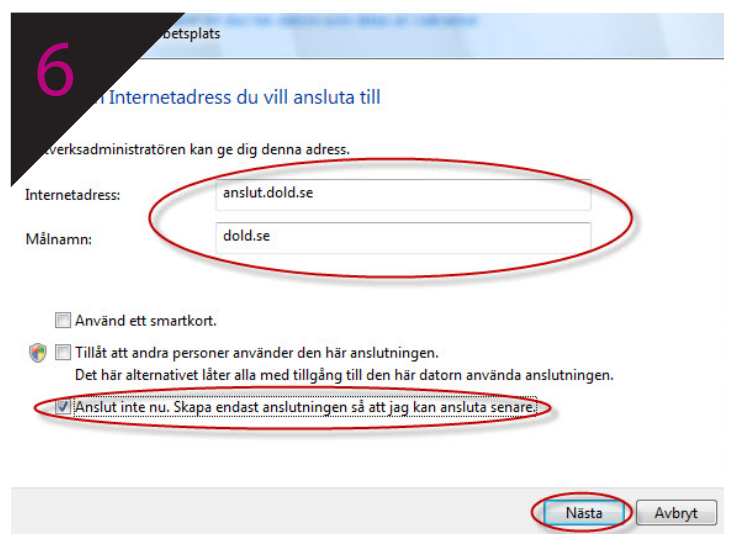 6
betsplats
Internetadress du vill ansluta till
verksadministratören kan ge dig denna adress.
Internetadress: anslut.dold.se
Målnamn: dold.se
Använd ett smartkort.
Tillåt att andra personer använder den här anslutningen.
Det här alternativet låter alla med tillgång till den här datorn använda anslutningen.
Anslut inte nu. Skapa endast anslutningen så att jag kan ansluta senare.
Nästa Avbryt